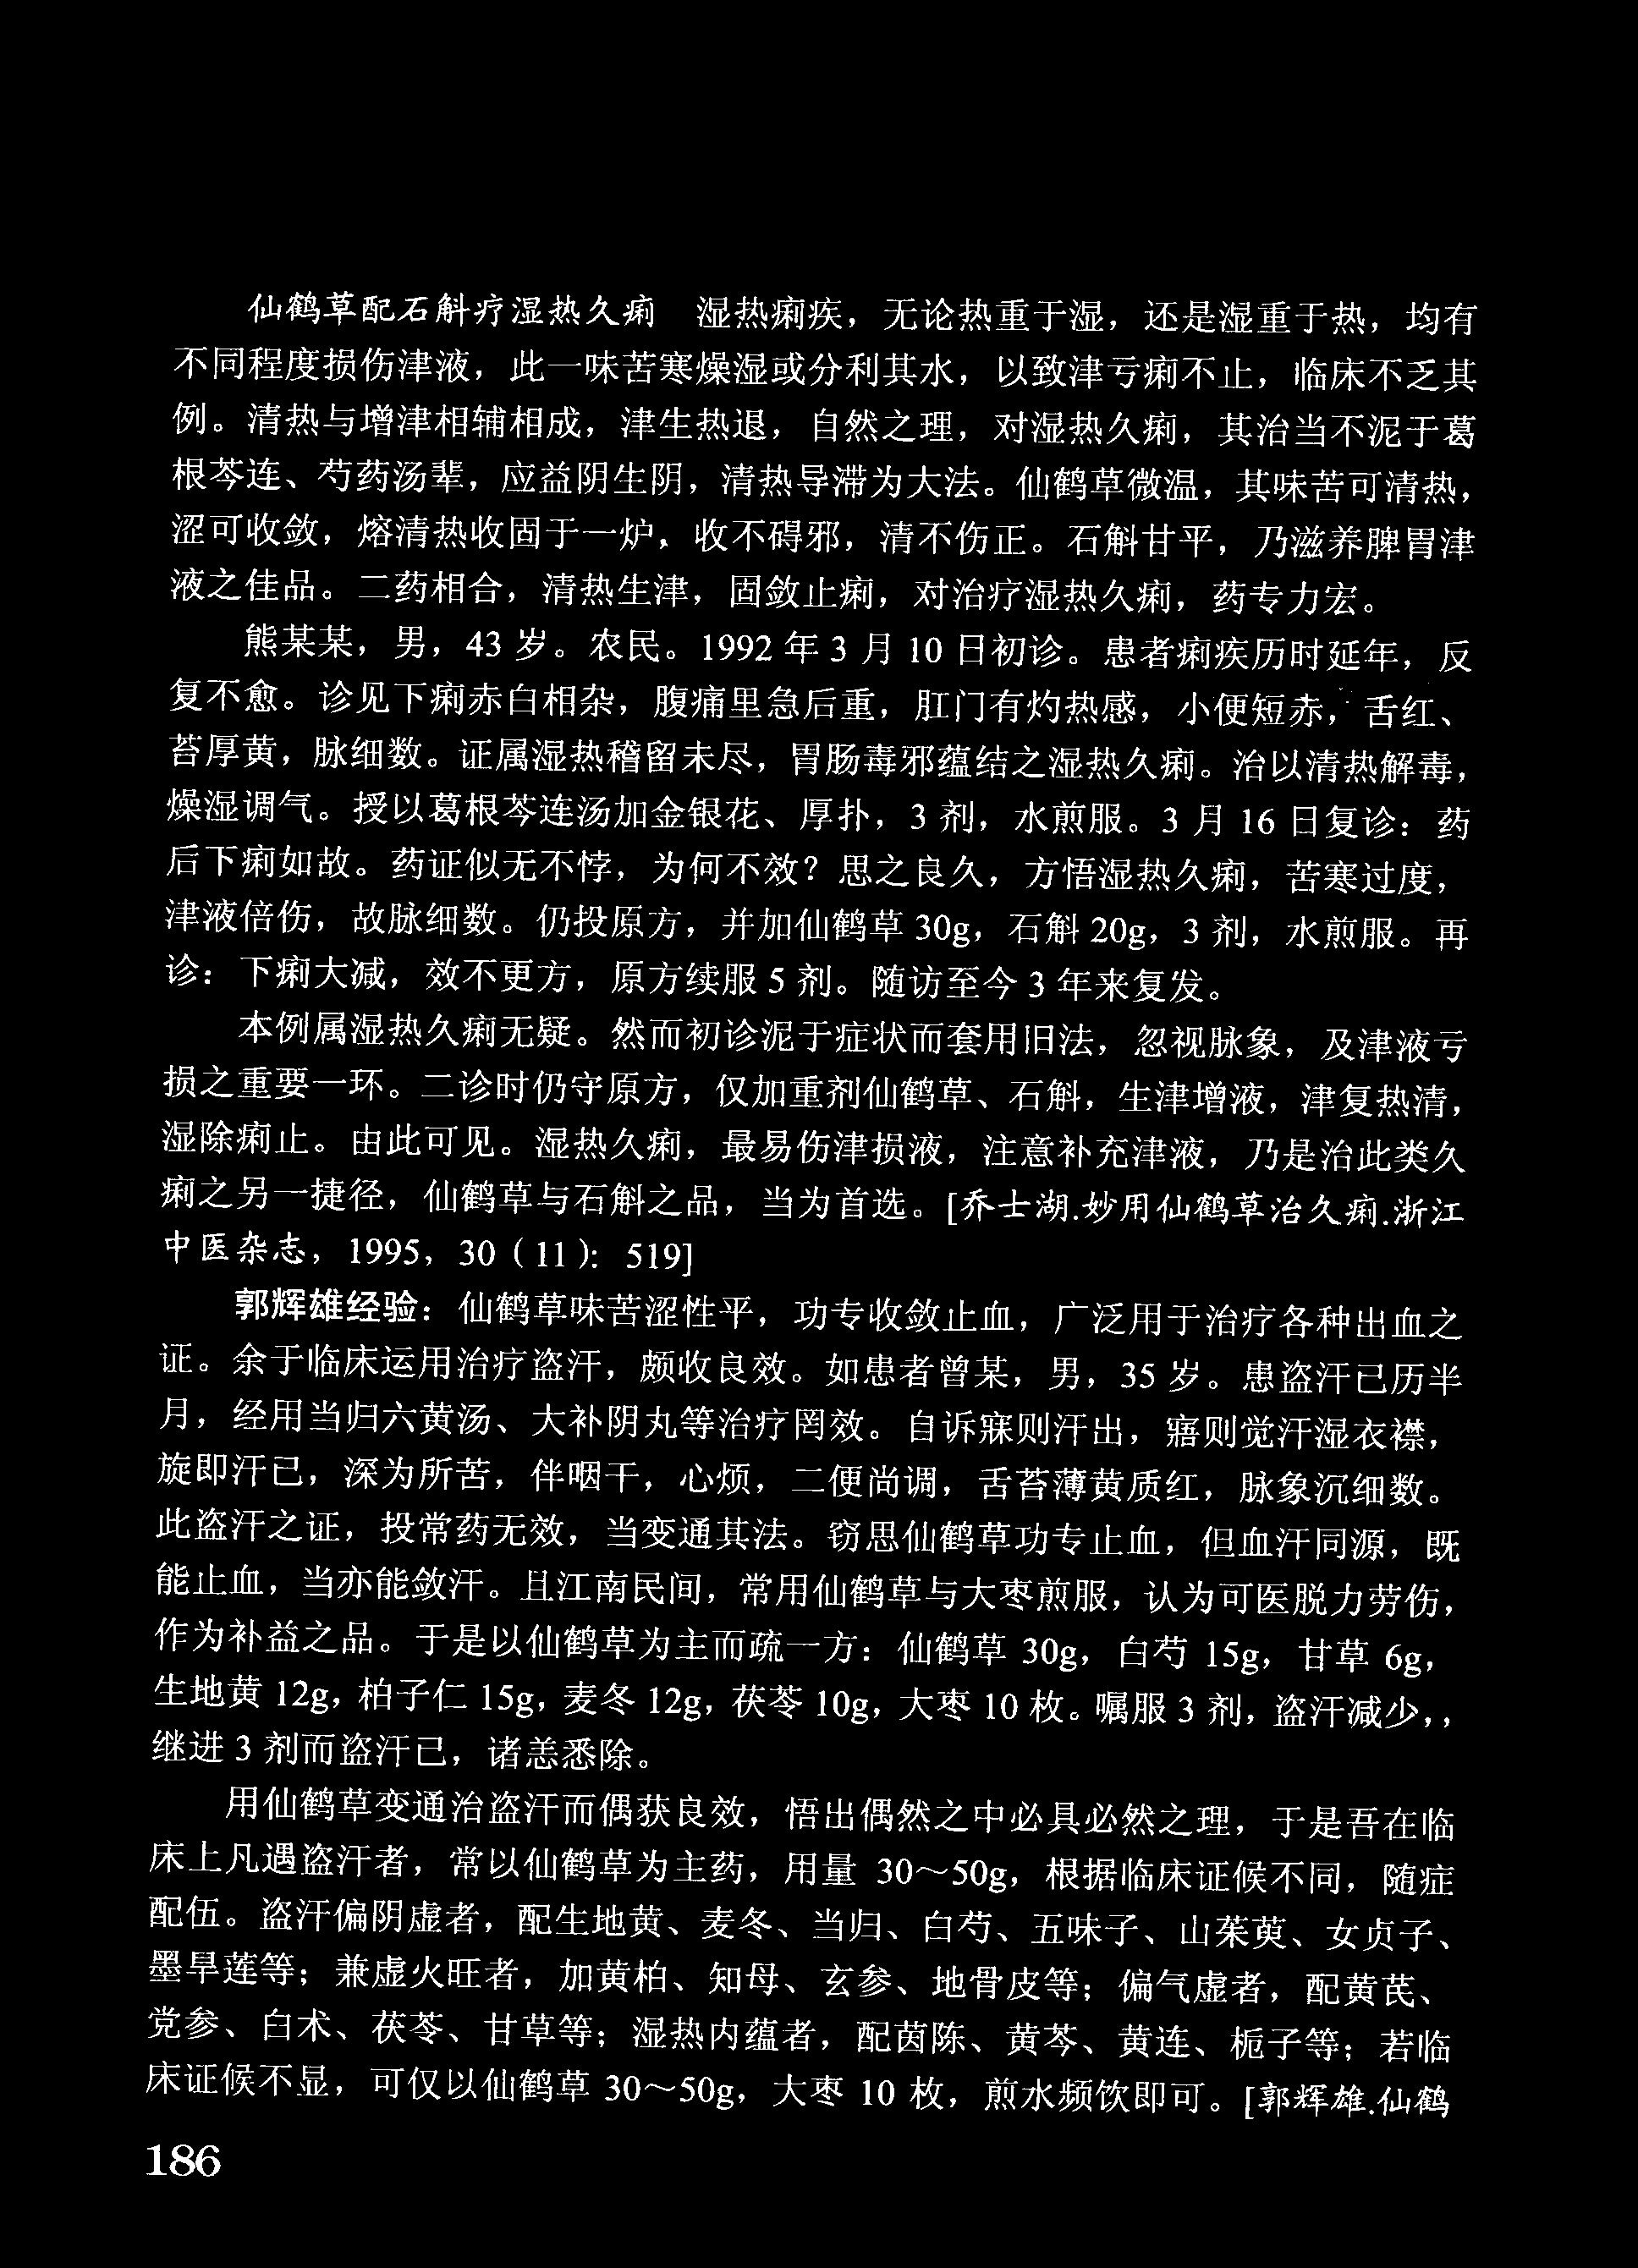 仙鹤草配石斛疗湿热久痢　湿热痢疾，无论热重于湿，还是湿重于热，均有
不同程度损伤津液，此一味苦寒燥湿或分利其水，以致津亏痢不止，临床不乏其
例。清热与增津相辅相成，津生热退，自然之理，对湿热久痢，其治当不泥于葛
根芩连、芍药汤辈，应益阴生阴，清热导滞为大法。仙鹤草微温，其味苦可清热，
涩可收敛，熔清热收固于一炉，收不碍邪，清不伤正。石斛甘平，乃滋养脾胃津
液之佳品。二药相合，清热生津，固敛止痢，对治疗湿热久痢，药专力宏。
熊某某，男，43 岁。农民。1992 年 3 月 10 日初诊。患者痢疾历时延年，反
复不愈。诊见下痢赤白相杂，腹痛里急后重，肛门有灼热感，小便短赤，舌红、
苔厚黄，脉细数。证属湿热稽留未尽，胃肠毒邪蕴结之湿热久痢。治以清热解毒，
燥湿调气。授以葛根芩连汤加金银花、厚扑，3 剂，水煎服。3 月 16 日复诊：药
后下痢如故。药证似无不悖，为何不效？思之良久，方悟湿热久痢，苦寒过度，
津液倍伤，故脉细数。仍投原方，并加仙鹤草 30g，石斛 20g，3 剂，水煎服。再
诊：下痢大减，效不更方，原方续服 5 剂。随访至今 3 年来复发。
本例属湿热久痢无疑。然而初诊泥于症状而套用旧法，忽视脉象，及津液亏
损之重要一环。二诊时仍守原方，仅加重剂仙鹤草、石斛，生津增液，津复热清，
湿除痢止。由此可见。湿热久痢，最易伤津损液，注意补充津液，乃是治此类久
痢之另一捷径，仙鹤草与石斛之品，当为首选。[乔士湖.妙用仙鹤草治久痢.浙江
中医杂志，1995，30（11）：519]
郭辉雄经验：仙鹤草味苦涩性平，功专收敛止血，广泛用于治疗各种出血之
证。余于临床运用治疗盗汗，颇收良效。如患者曾某，男，35 岁。患盗汗已历半
月，经用当归六黄汤、大补阴丸等治疗罔效。自诉寐则汗出，寤则觉汗湿衣襟，
旋即汗已，深为所苦，伴咽干，心烦，二便尚调，舌苔薄黄质红，脉象沉细数。
此盗汗之证，投常药无效，当变通其法。窃思仙鹤草功专止血，但血汗同源，既
能止血，当亦能敛汗。且江南民间，常用仙鹤草与大枣煎服，认为可医脱力劳伤，
作为补益之品。于是以仙鹤草为主而疏一方：仙鹤草 30g，白芍 15g，甘草 6g，
生地黄 12g，柏子仁 15g，麦冬 12g，茯苓 10g，大枣 10 枚。嘱服 3 剂，盗汗减少，，
继进 3 剂而盗汗已，诸恙悉除。
用仙鹤草变通治盗汗而偶获良效，悟出偶然之中必具必然之理，于是吾在临
床上凡遇盗汗者，常以仙鹤草为主药，用量 30～50g，根据临床证候不同，随症
配伍。盗汗偏阴虚者，配生地黄、麦冬、当归、白芍、五味子、山茱萸、女贞子、
墨旱莲等；兼虚火旺者，加黄柏、知母、玄参、地骨皮等；偏气虚者，配黄芪、
党参、白术、茯苓、甘草等；湿热内蕴者，配茵陈、黄芩、黄连、栀子等；若临
床证候不显，可仅以仙鹤草 30～50g，大枣 10 枚，煎水频饮即可。[郭辉雄.仙鹤
186